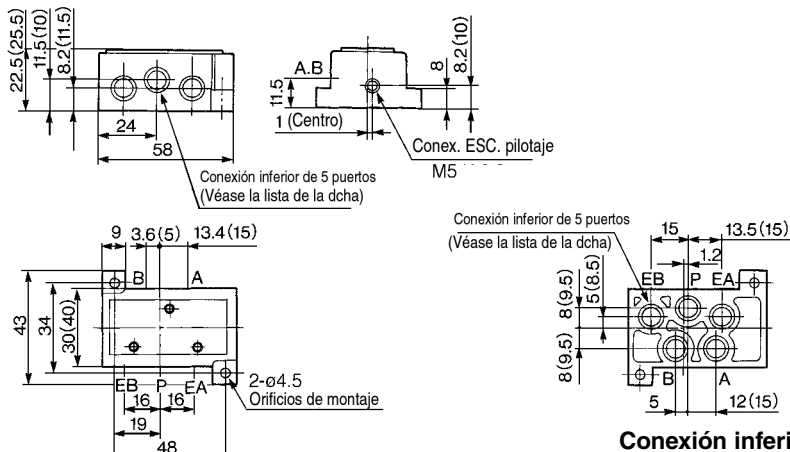 22.5(25.5)
11.5(10)
8.2(11.5)
24
58
Conexión inferior de 5 puertos
(Véase la lista de la dcha)
A.B
11.5
1 (Centro)
8
8.2(10)
Conex. ESC. pilotaje
M5
9
3.6(5)
13.4(15)
B
A
43
34
30(40)
EB
P
EA
16
16
19
48
2-ø4.5
Orificios de montaje
Conexión inferior de 5 puertos
(Véase la lista de la dcha)
15
13.5(15)
1.2
EB
P
EA
8(9.5)
5(8.5)
8(9.5)
B
A
5
12(15)
Conexión inferi